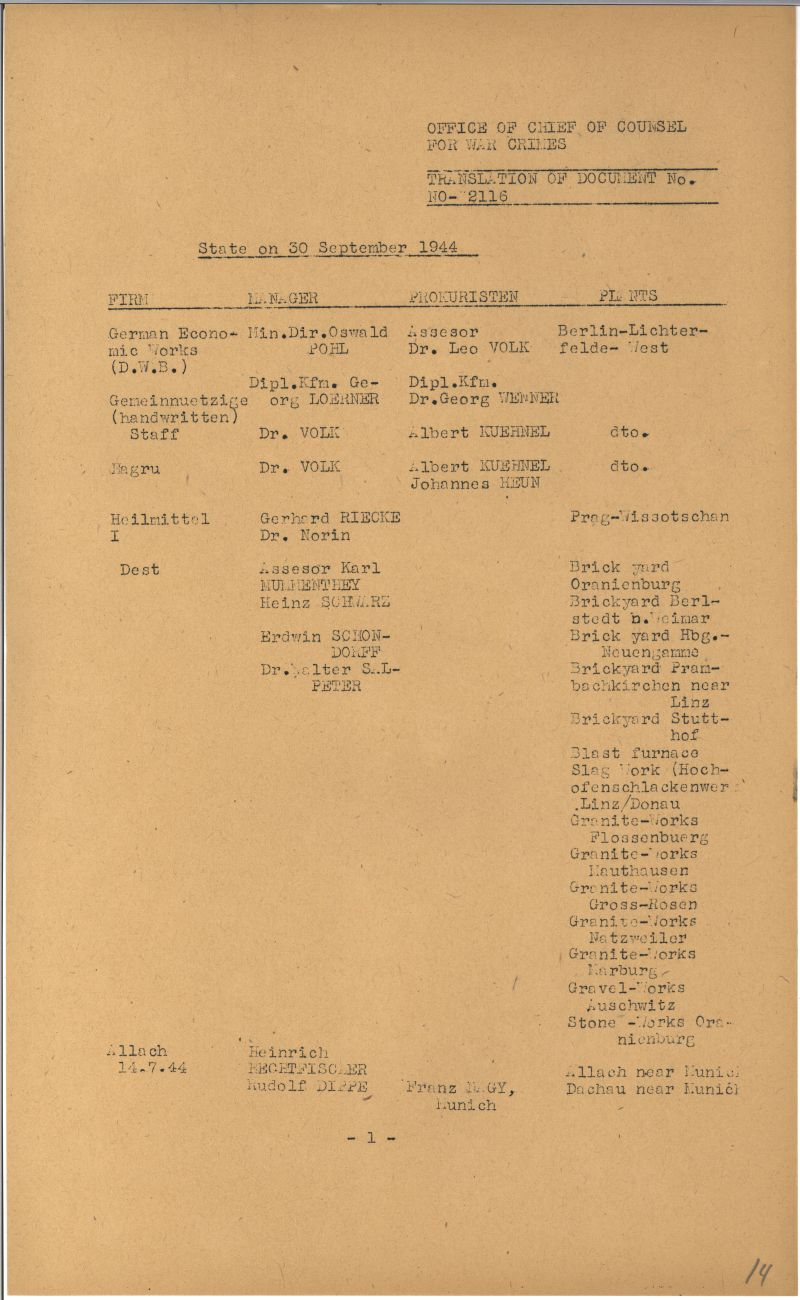 OFFICE OF CHIEF OF COUNSEL
FOR WAR CRIMES
TRANSLATION OF DOCUMENT No.
NO- 2116
State on 30 September 1944
FIRM MANAGER PROKURISTEN PLANTS
German Econo- Min.Dir.Oswald Assesor Berlin-Lichter-
mic Works POHL Dr. Leo VOLK felde- West
(D.W.B.)
Dipl.Kfm. Ge- Dipl.Kfm.
Gemeinnuetzige org LOERNER Dr.Georg WENNER
(handwritten)
Staff Dr. VOLK Albert KUEHNEL dto.
Magru Dr. VOLK Albert KUEHNEL dto.
Johannes HEUN
Heilmittel Gerhard RIECKE Prag-Wissotschan
I Dr. Norin
Dest Assesor Karl Brick yard
MUMMENTHEY Oranienburg
Heinz SCHWARZ Brickyard Berl-
stedt b.Weimar
Erdwin SCHON- Brick yard Hbg.-
DORFF Neuengamme
Dr.Walter SAL- Brickyard Pram-
PETER bachkirchen near
Linz
Brickyard Stutt-
hof
Blast furnace
Slag Work (Hoch-
ofenschlackenwer
Linz/Donau
Granite-Works
Flossenbuerg
Granite-Works
Mauthausen
Granite-Works
Gross-Rosen
Granite-Works
Natzweiler
Granite-Works
Marburg
Gravel-Works
Auschwitz
Stone -Works Ora-
nienburg
Allach Heinrich
14.7.44 HECHTFISCHER Allach near Munich
Rudolf DIPPE Franz NAGY, Dachau near Munich
Munich
- 1 -
14